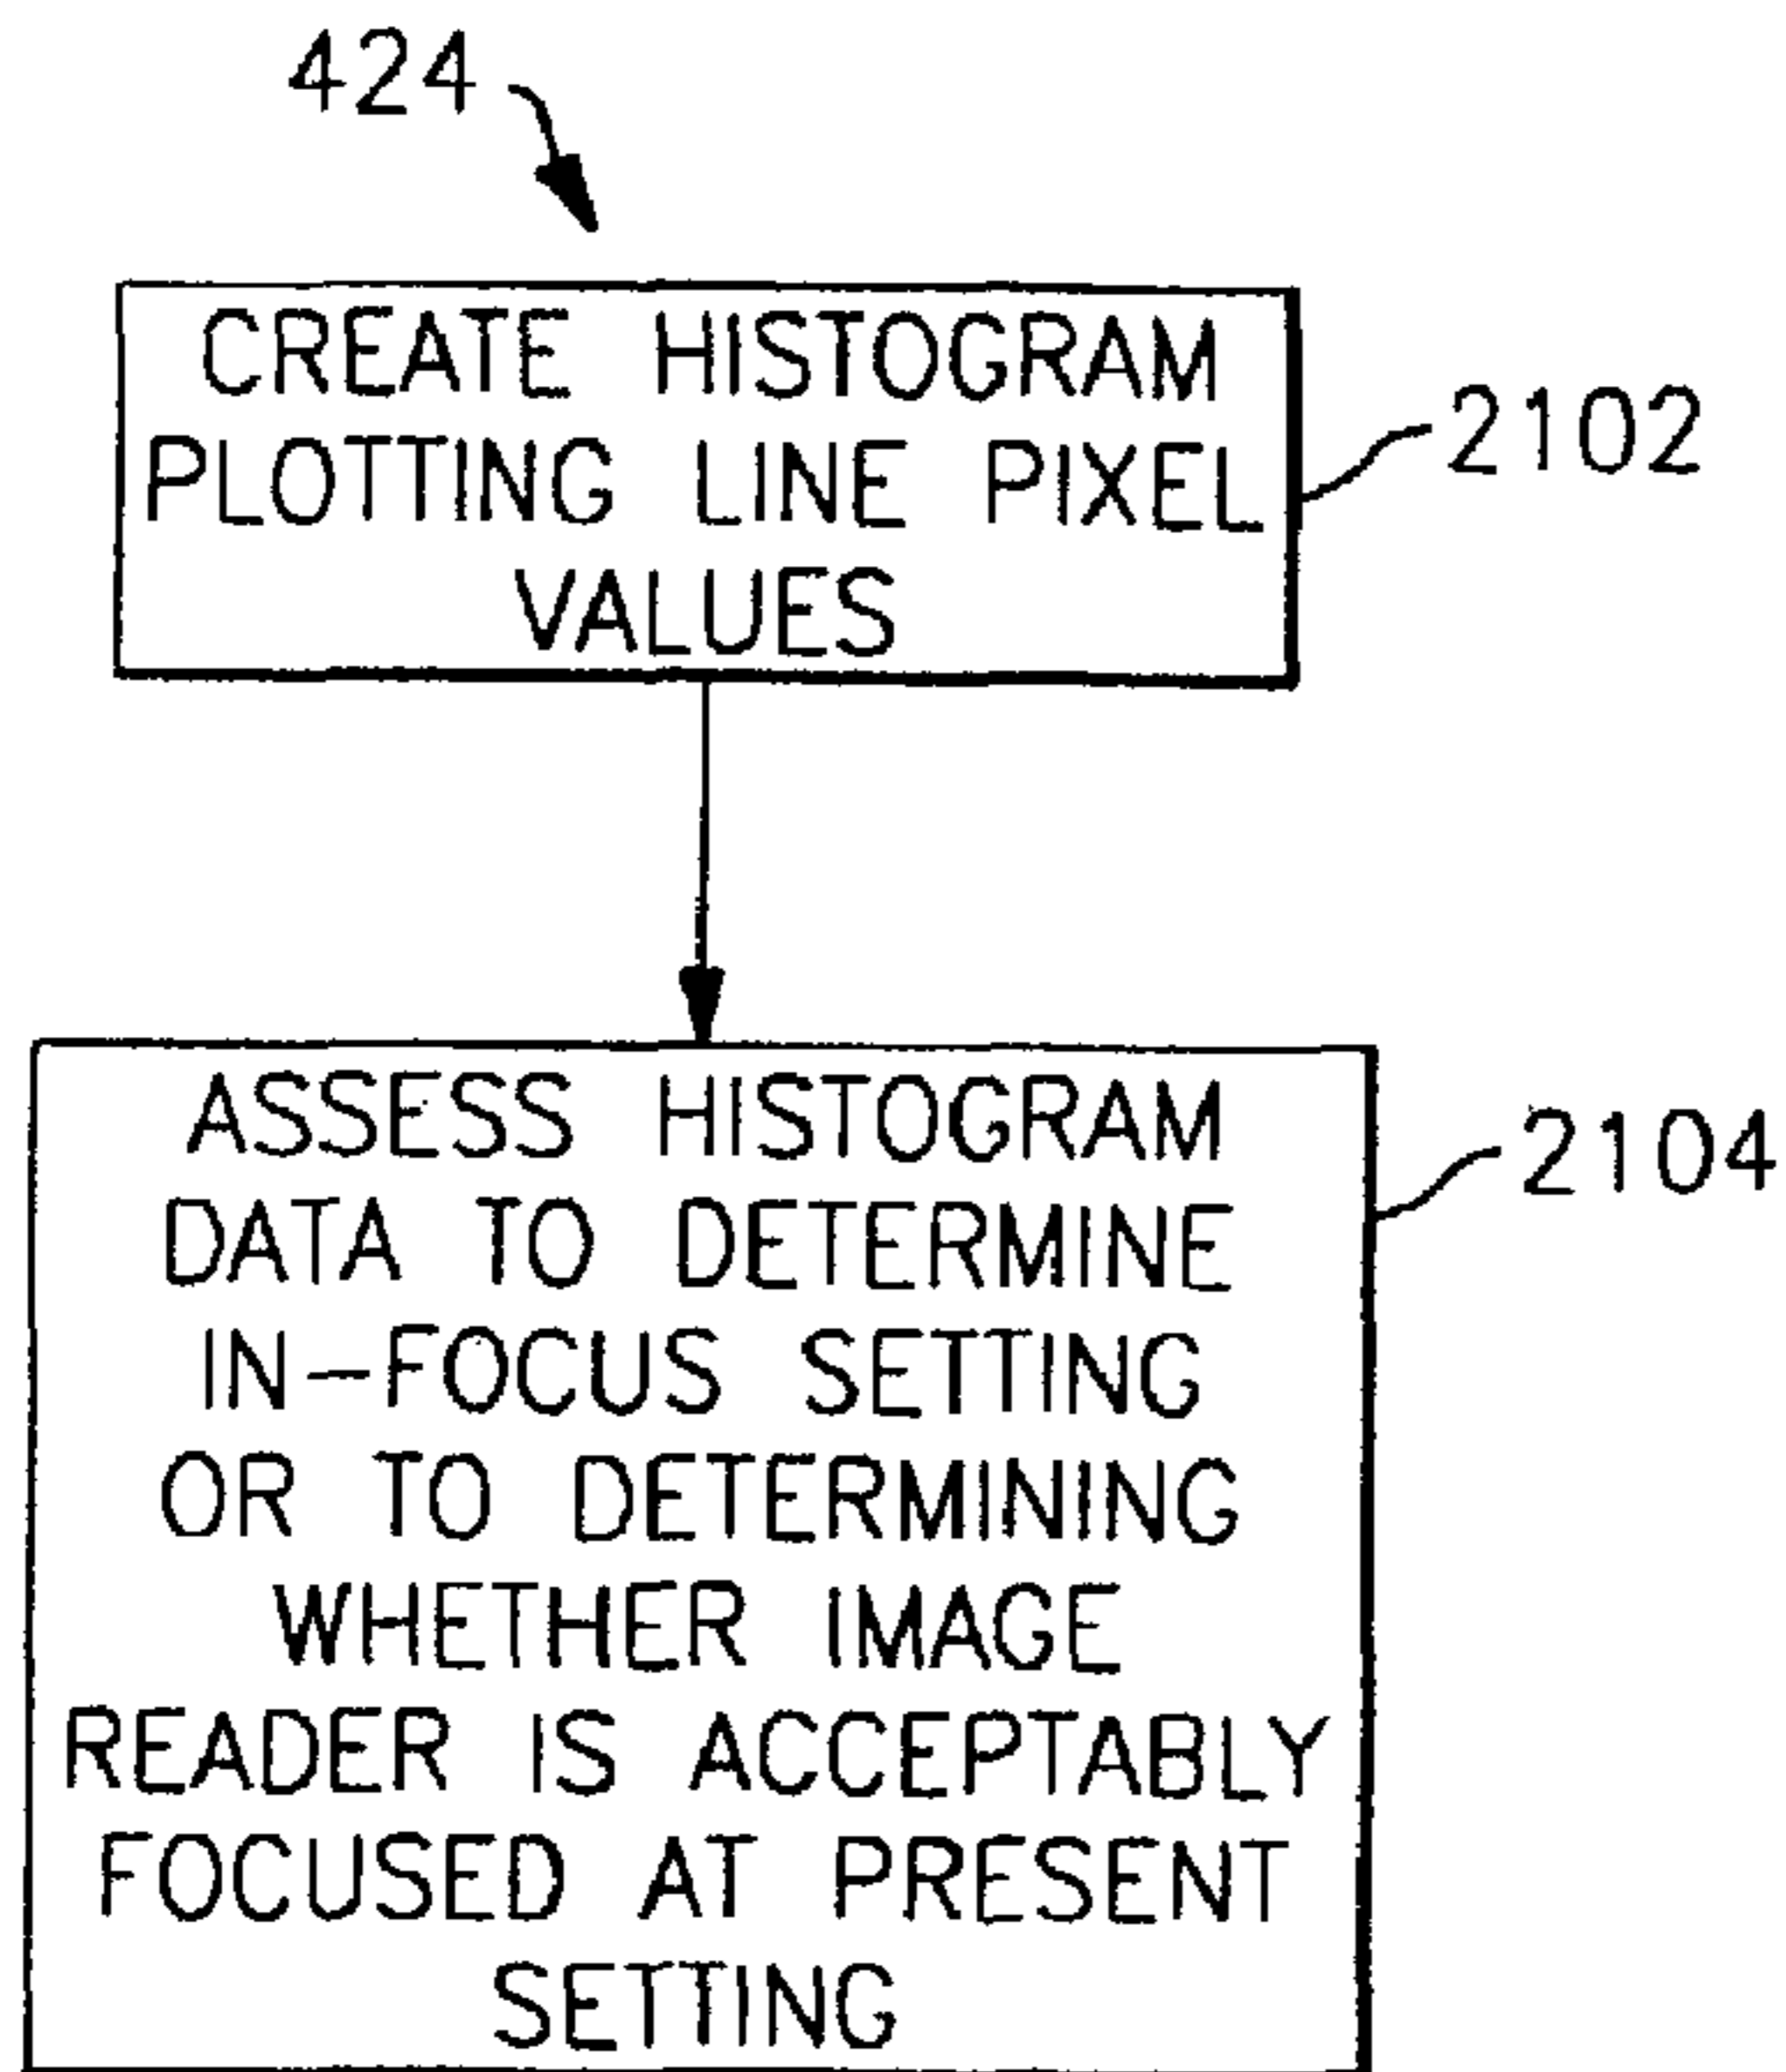 424
CREATE HISTOGRAM
PLOTTING LINE PIXEL
VALUES
2102
ASSESS HISTOGRAM
DATA TO DETERMINE
IN-FOCUS SETTING
OR TO DETERMINING
WHETHER IMAGE
READER IS ACCEPTABLY
FOCUSED AT PRESENT
SETTING
2104